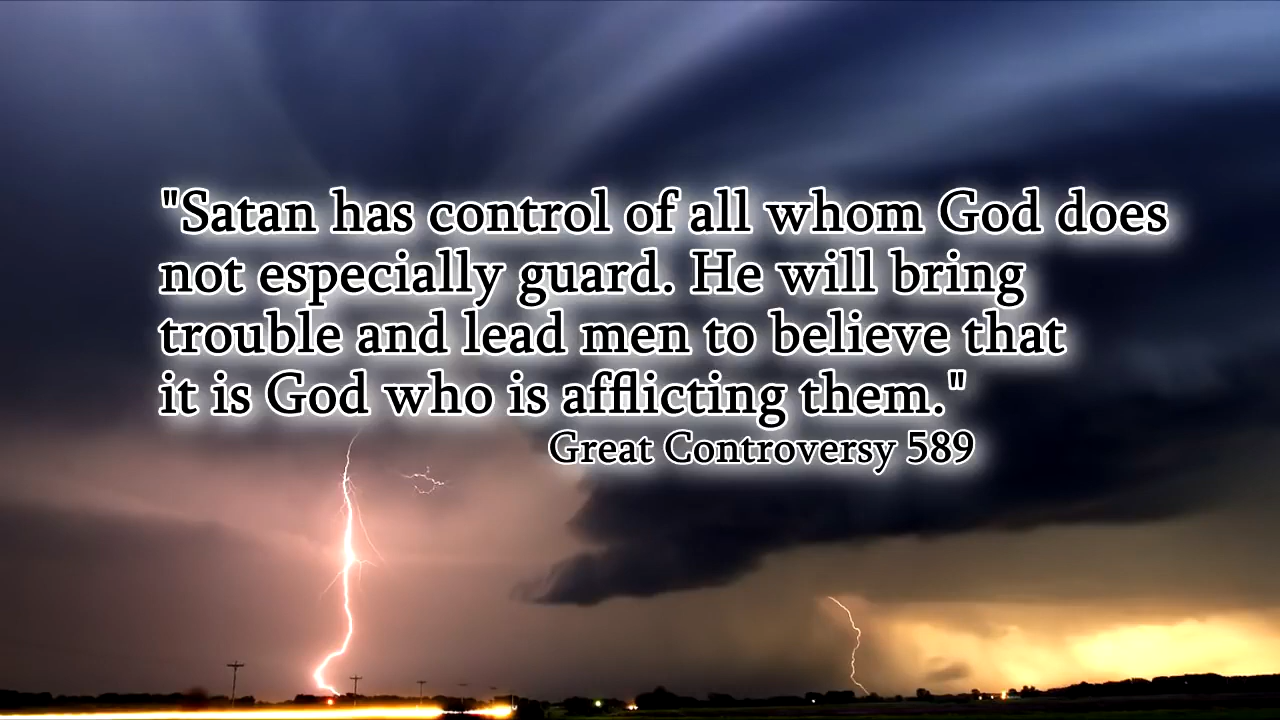 "Satan has control of all whom God does
not especially guard. He will bring
trouble and lead men to believe that
it is God who is afflicting them."
Great Controversy 589